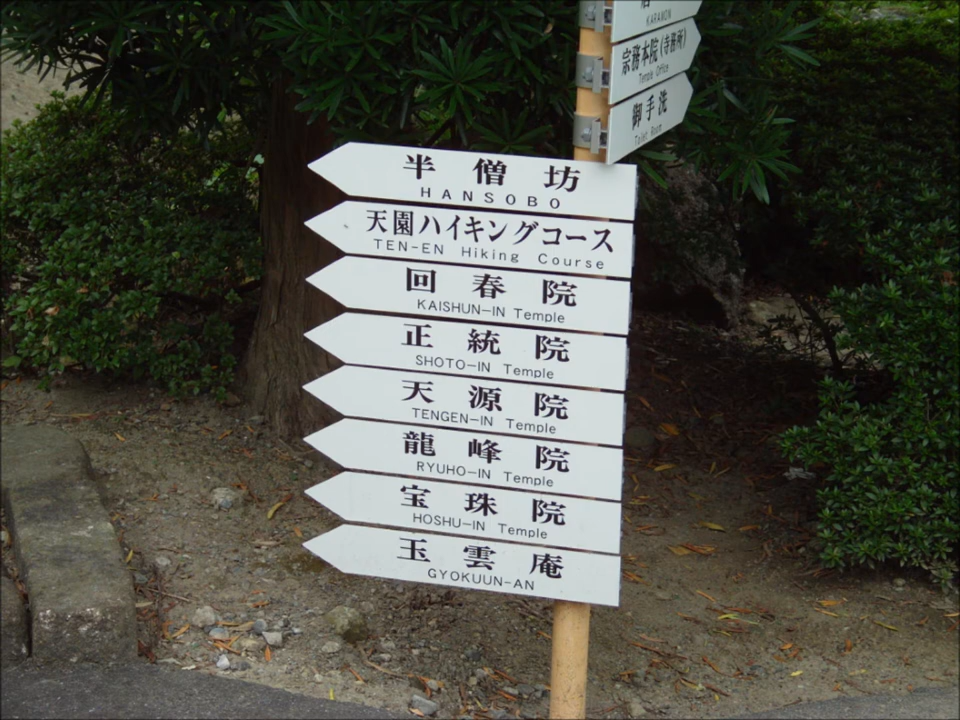 KARAMON
宗務本院(寺務所)
Temple Office
御手洗
Toilet Room
半僧坊
HANSOBO
天園ハイキングコース
TEN-EN Hiking Course
回春院
KAISHUN-IN Temple
正統院
SHOTO-IN Temple
天源院
TENGEN-IN Temple
龍峰院
RYUHO-IN Temple
宝珠院
HOSHU-IN Temple
玉雲庵
GYOKUUN-AN